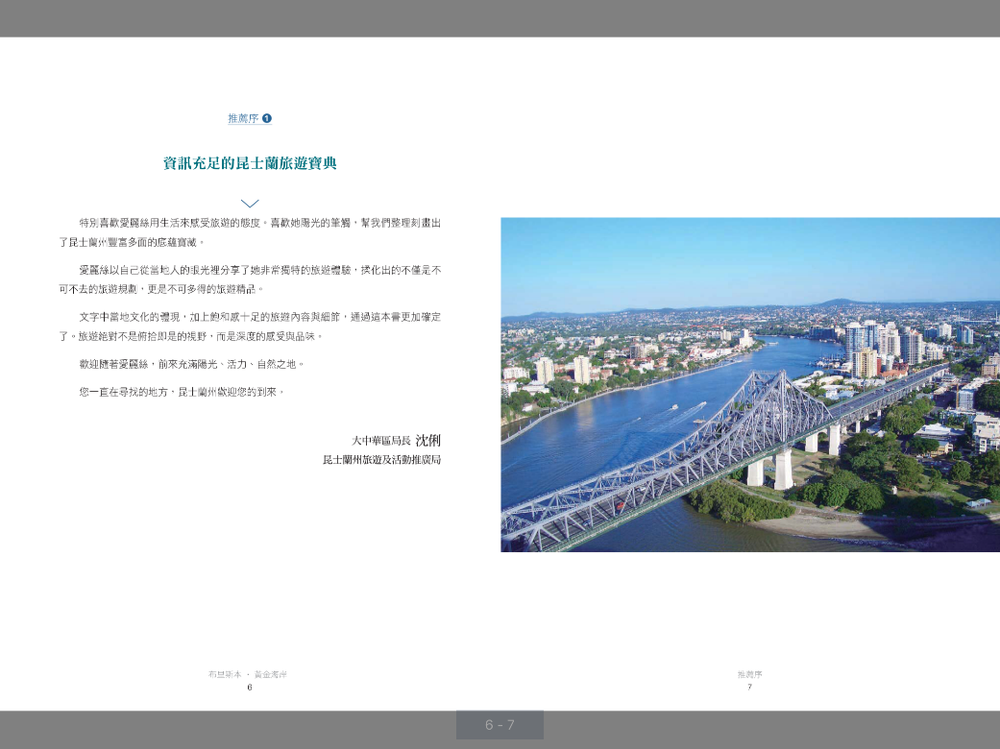 推薦序 1
資訊充足的昆士蘭旅遊寶典
特別喜歡愛麗絲用生活來感受旅遊的態度。喜歡她陽光的筆觸，幫我們整理刻畫出
了昆士蘭州豐富多面的底蘊寶藏。
愛麗絲以自己從當地人的眼光裡分享了她非常獨特的旅遊體驗，揉化出的不僅是不
可不去的旅遊規劃，更是不可多得的旅遊精品。
文字中當地文化的體現，加上飽和感十足的旅遊內容與細節，通過這本書更加確定
了。旅遊絕對不是俯拾即是的視野，而是深度的感受與品味。
歡迎隨著愛麗絲，前來充滿陽光、活力、自然之地。
您一直在尋找的地方，昆士蘭州歡迎您的到來。
大中華區局長 沈俐
昆士蘭州旅遊及活動推廣局
布里斯本 · 黃金海岸
6
推薦序
7
6 - 7